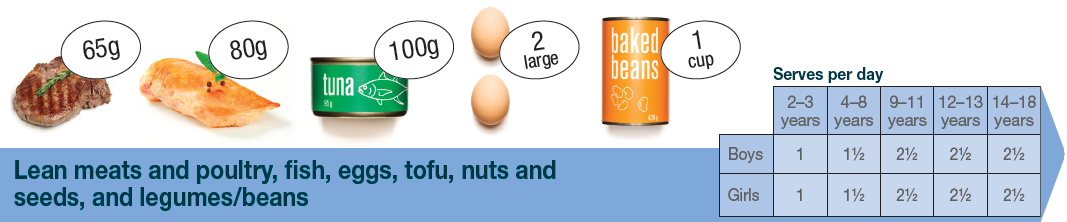 65g
80g
tuna
95g
100g
2
large
baked
beans
420g
1
cup
Lean meats and poultry, fish, eggs, tofu, nuts and
seeds, and legumes/beans
Serves per day
2–3 years 4–8 years 9–11 years 12–13 years 14–18 years
Boys 1 1½ 2½ 2½ 2½
Girls 1 1½ 2½ 2½ 2½